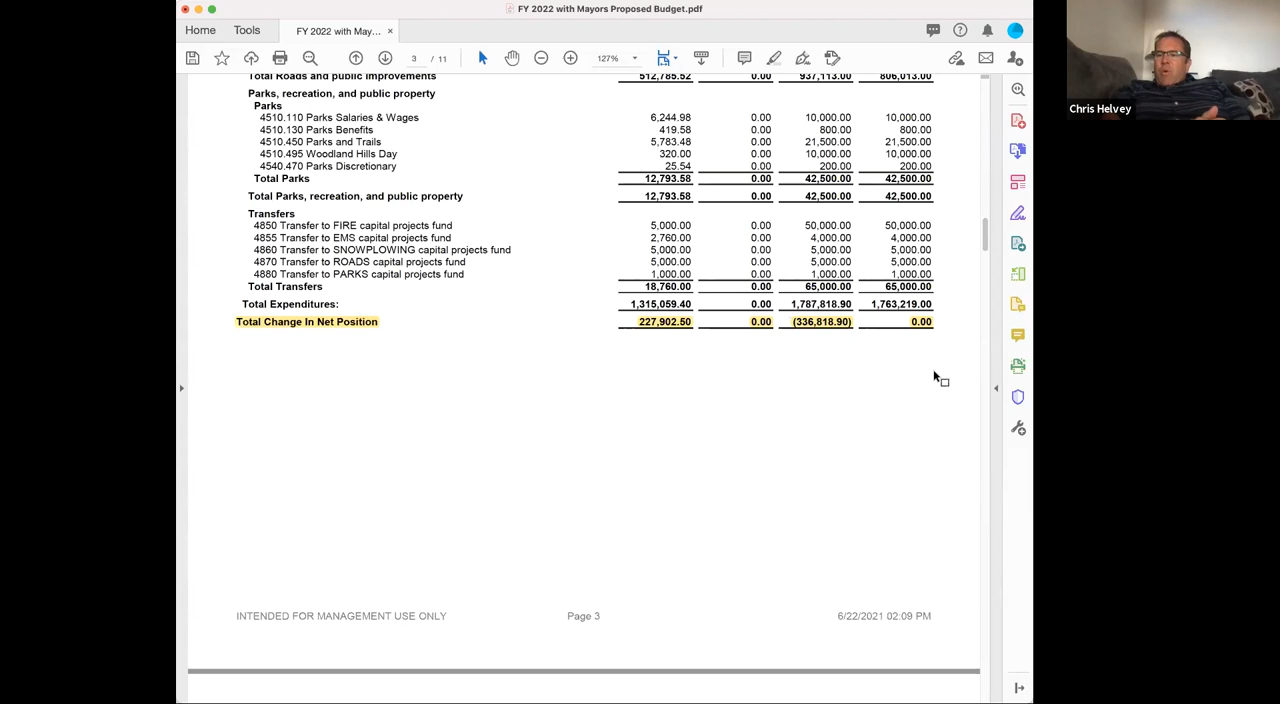 FY 2022 with Mayors Proposed Budget.pdf
Home Tools FY 2022 with May... ×
3 / 11 127%
Total Roads and public improvements 512,785.52 0.00 937,113.00 806,013.00
Parks, recreation, and public property
Parks
4510.110 Parks Salaries & Wages 6,244.98 0.00 10,000.00 10,000.00
4510.130 Parks Benefits 419.58 0.00 800.00 800.00
4510.450 Parks and Trails 5,783.48 0.00 21,500.00 21,500.00
4510.495 Woodland Hills Day 320.00 0.00 10,000.00 10,000.00
4540.470 Parks Discretionary 25.54 0.00 200.00 200.00
Total Parks 12,793.58 0.00 42,500.00 42,500.00
Total Parks, recreation, and public property 12,793.58 0.00 42,500.00 42,500.00
Transfers
4850 Transfer to FIRE capital projects fund 5,000.00 0.00 50,000.00 50,000.00
4855 Transfer to EMS capital projects fund 2,760.00 0.00 4,000.00 4,000.00
4860 Transfer to SNOWPLOWING capital projects fund 5,000.00 0.00 5,000.00 5,000.00
4870 Transfer to ROADS capital projects fund 5,000.00 0.00 5,000.00 5,000.00
4880 Transfer to PARKS capital projects fund 1,000.00 0.00 1,000.00 1,000.00
Total Transfers 18,760.00 0.00 65,000.00 65,000.00
Total Expenditures: 1,315,059.40 0.00 1,787,818.90 1,763,219.00
Total Change In Net Position 227,902.50 0.00 (336,818.90) 0.00
INTENDED FOR MANAGEMENT USE ONLY Page 3 6/22/2021 02:09 PM
Chris Helvey